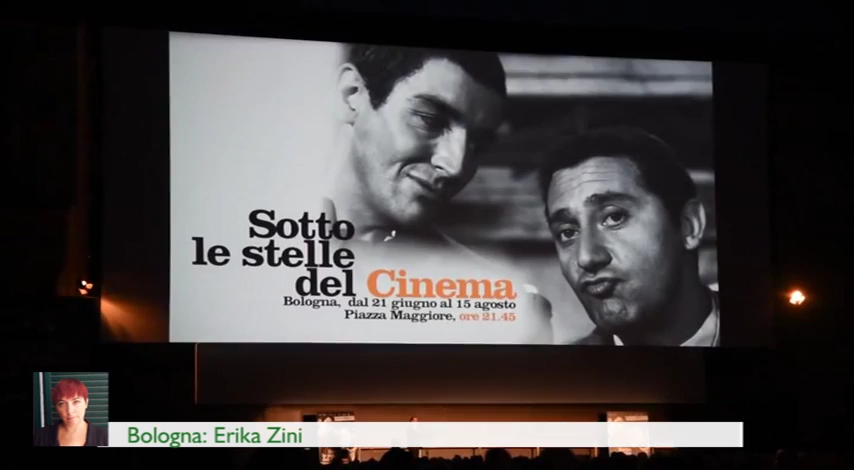 Sotto
le stelle
del Cinema
Bologna, dal 21 giugno al 15 agosto
Piazza Maggiore, ore 21.45
Bologna: Erika Zini